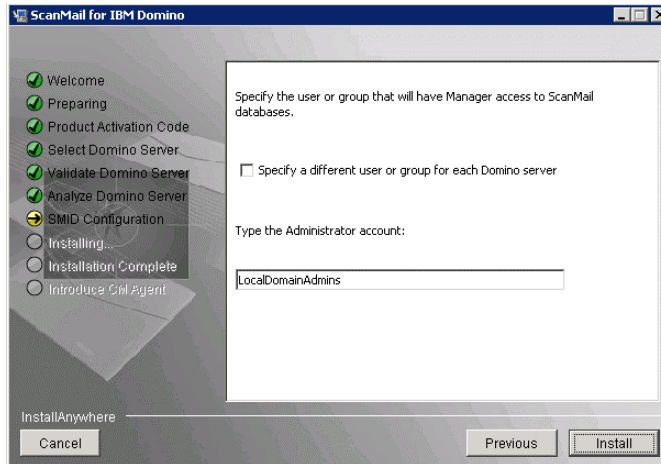 ScanMail for IBM Domino
Welcome
Preparing
Product Activation Code
Select Domino Server
Validate Domino Server
Analyze Domino Server
SMID Configuration
Installing...
Installation Complete
Introduce CM Agent
Specify the user or group that will have Manager access to ScanMail
databases.
Specify a different user or group for each Domino server
Type the Administrator account:
LocalDomainAdmins
InstallAnywhere
Cancel
Previous
Install